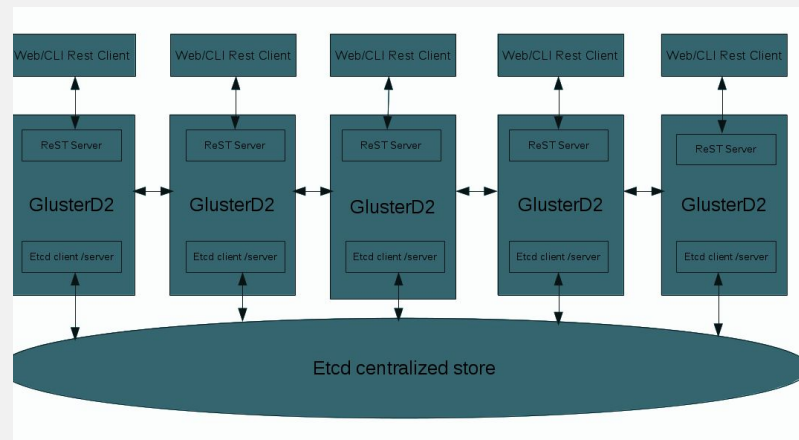 Web/CLI Rest Client
Web/CLI Rest Client
Web/CLI Rest Client
Web/CLI Rest Client
Web/CLI Rest Client
ReST Server
ReST Server
ReST Server
ReST Server
ReST Server
GlusterD2
GlusterD2
GlusterD2
GlusterD2
GlusterD2
Etcd client /server
Etcd client /server
Etcd client /server
Etcd client /server
Etcd client /server
Etcd centralized store